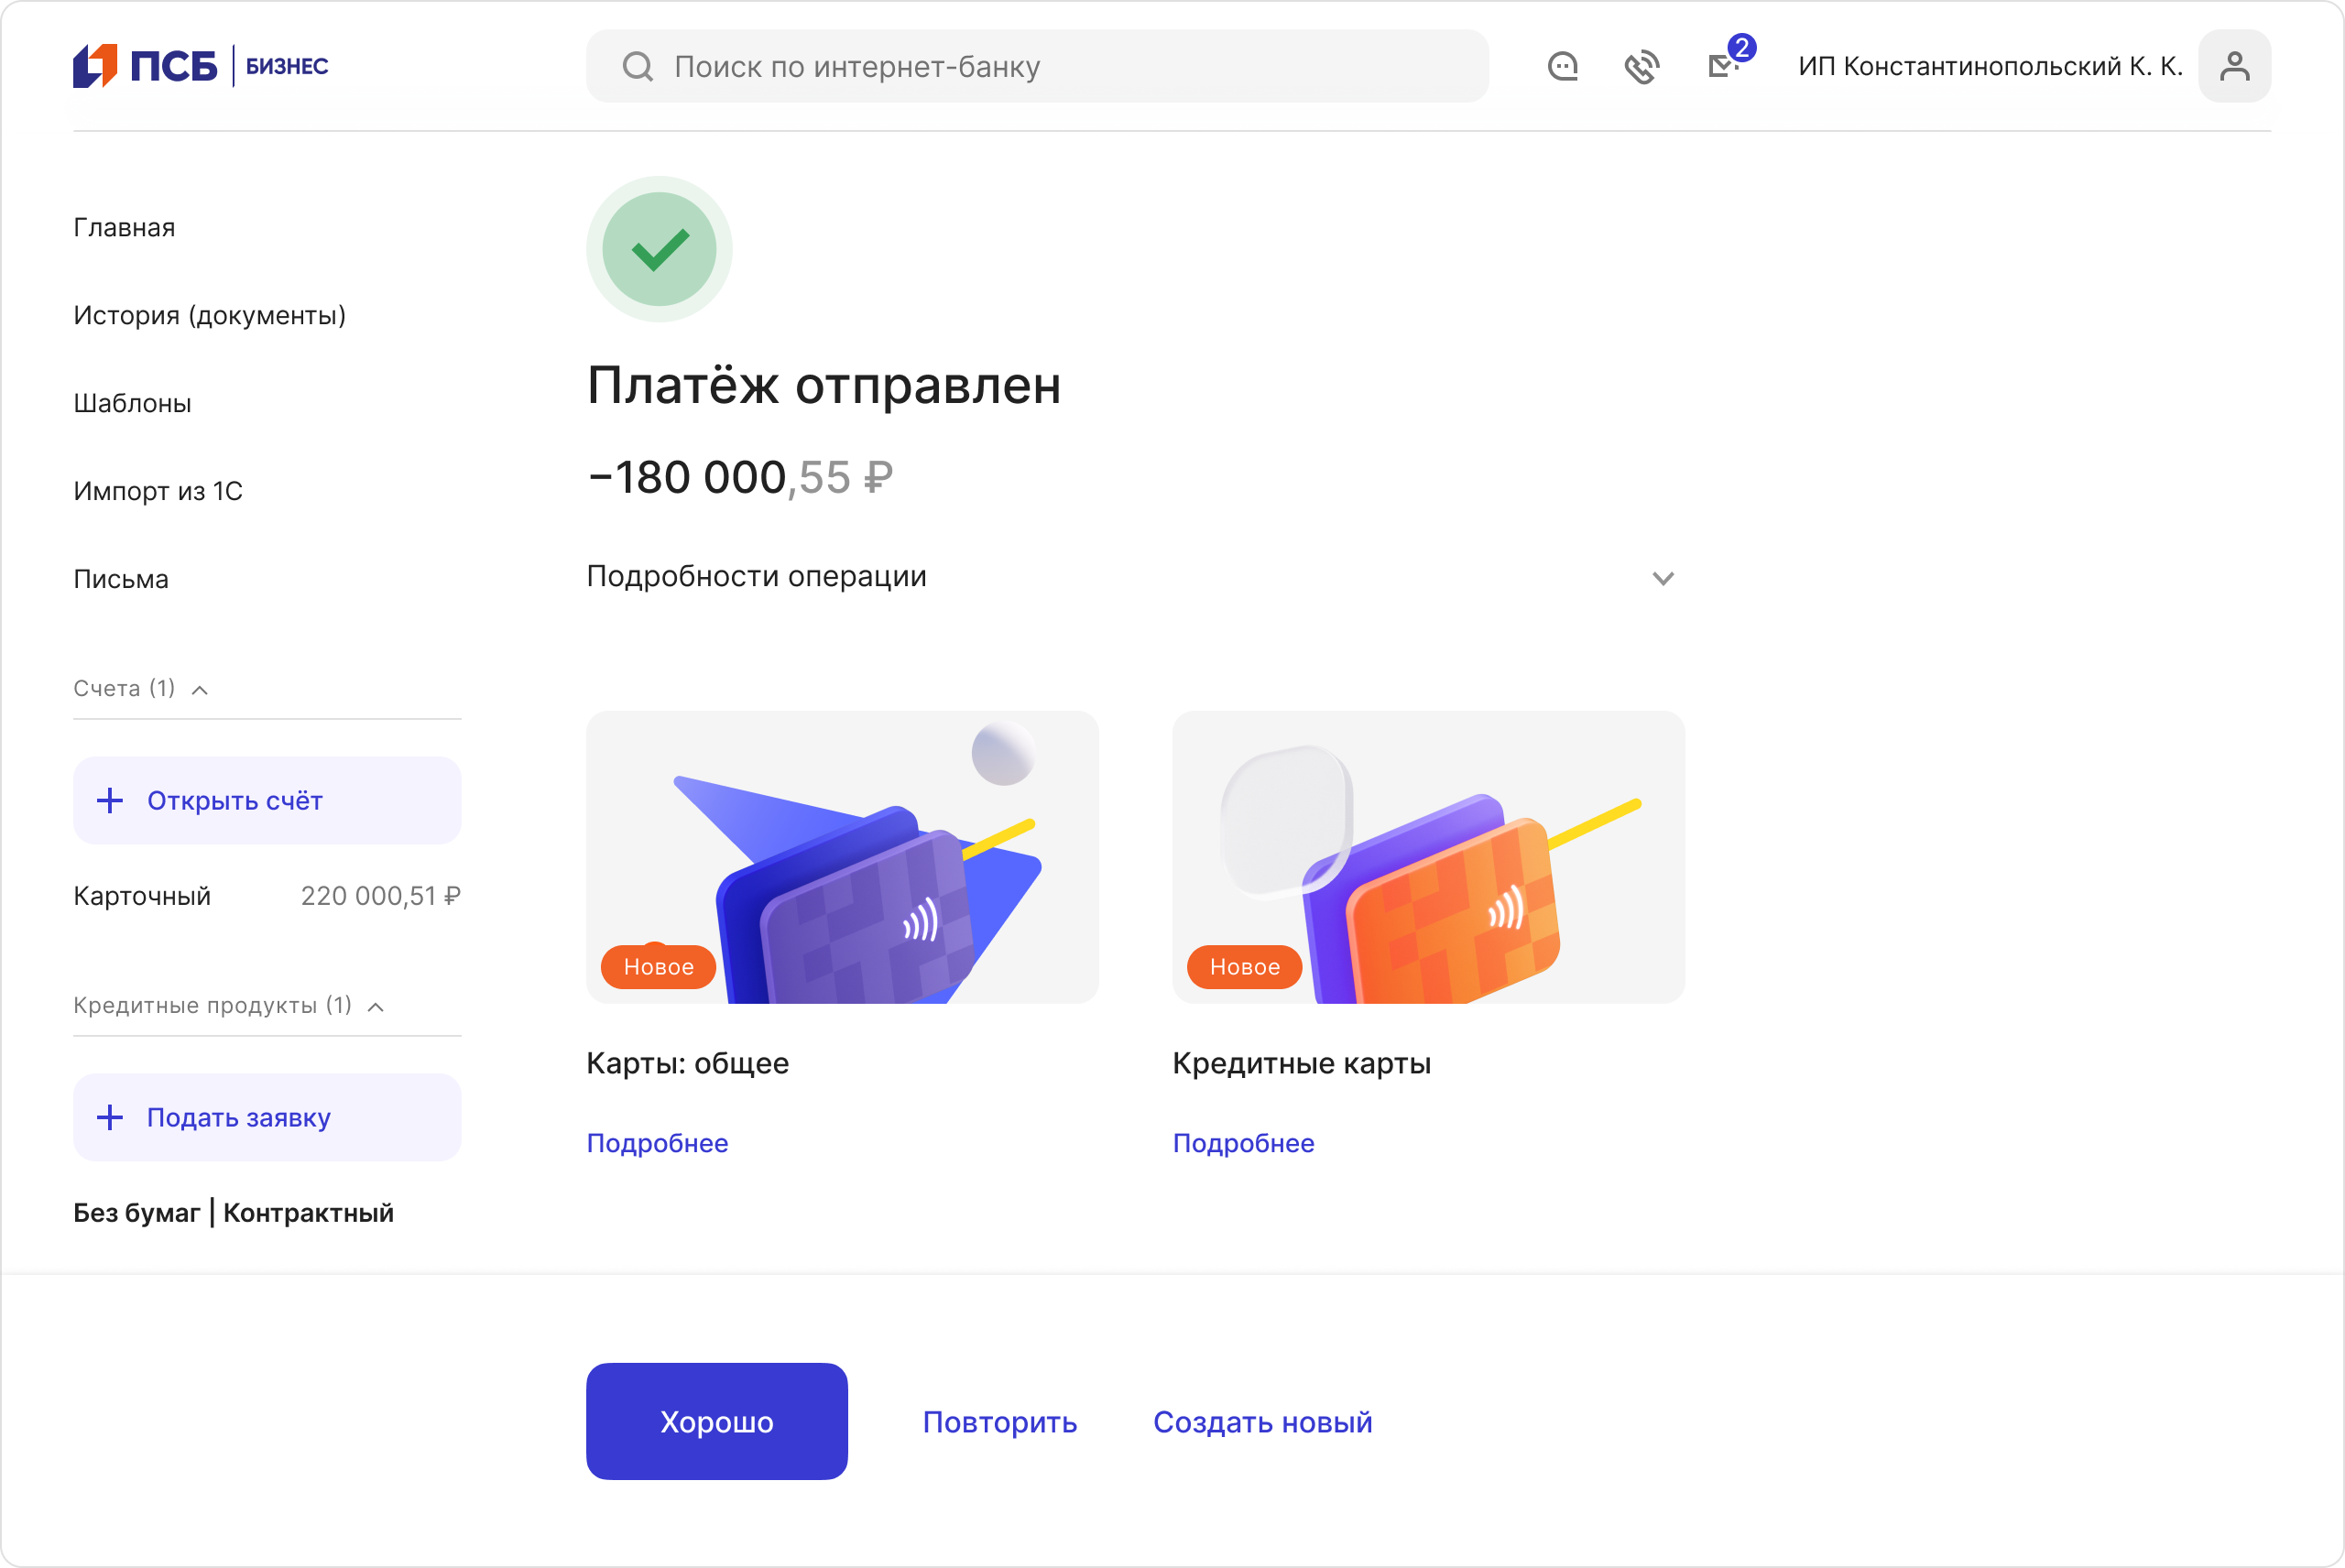 ПСБ БИЗНЕС
Поиск по интернет-банку
2
ИП Константинопольский К. К.
Главная
История (документы)
Шаблоны
Импорт из 1С
Письма
Счета (1)
Открыть счёт
Карточный 220 000,51 ₽
Кредитные продукты (1)
Подать заявку
Без бумаг | Контрактный
Платёж отправлен
−180 000,55 ₽
Подробности операции
Новое
Карты: общее
Подробнее
Новое
Кредитные карты
Подробнее
Хорошо
Повторить
Создать новый